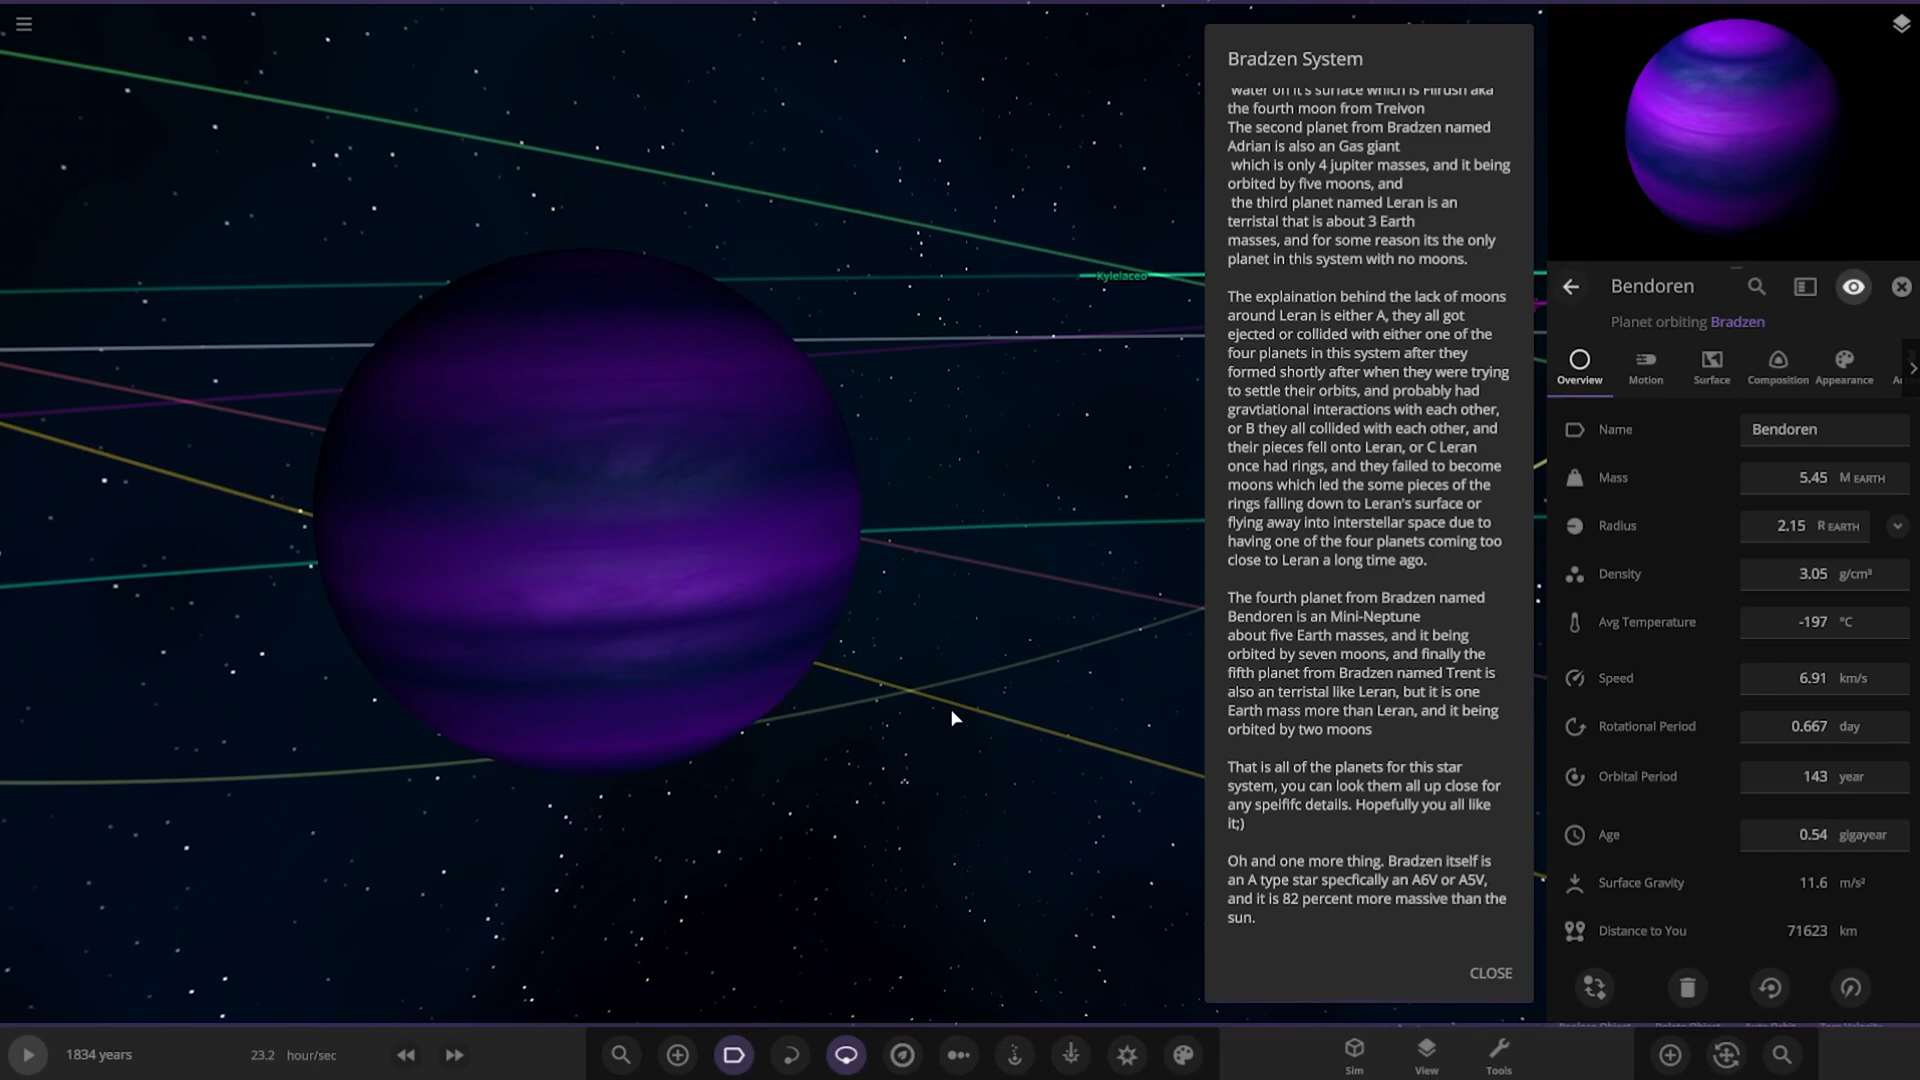 Kylelaceo
Bradzen System
water on it's surface which is Hirush aka
the fourth moon from Treivon
The second planet from Bradzen named
Adrian is also an Gas giant
which is only 4 jupiter masses, and it being
orbited by five moons, and
the third planet named Leran is an
terristal that is about 3 Earth
masses, and for some reason its the only
planet in this system with no moons.
The explaination behind the lack of moons
around Leran is either A, they all got
ejected or collided with either one of the
four planets in this system after they
formed shortly after when they were trying
to settle their orbits, and probably had
gravtiational interactions with each other,
or B they all collided with each other, and
their pieces fell onto Leran, or C Leran
once had rings, and they failed to become
moons which led the some pieces of the
rings falling down to Leran's surface or
flying away into interstellar space due to
having one of the four planets coming too
close to Leran a long time ago.
The fourth planet from Bradzen named
Bendoren is an Mini-Neptune
about five Earth masses, and it being
orbited by seven moons, and finally the
fifth planet from Bradzen named Trent is
also an terristal like Leran, but it is one
Earth mass more than Leran, and it being
orbited by two moons
That is all of the planets for this star
system, you can look them all up close for
any speififc details. Hopefully you all like
it;)
Oh and one more thing. Bradzen itself is
an A type star specfically an A6V or A5V,
and it is 82 percent more massive than the
sun.
CLOSE
Bendoren
Planet orbiting Bradzen
Overview Motion Surface Composition Appearance
Name Bendoren
Mass 5.45 M EARTH
Radius 2.15 R EARTH
Density 3.05 g/cm³
Avg Temperature -197 °C
Speed 6.91 km/s
Rotational Period 0.667 day
Orbital Period 143 year
Age 0.54 gigayear
Surface Gravity 11.6 m/s²
Distance to You 71623 km
1834 years 23.2 hour/sec
Sim View Tools